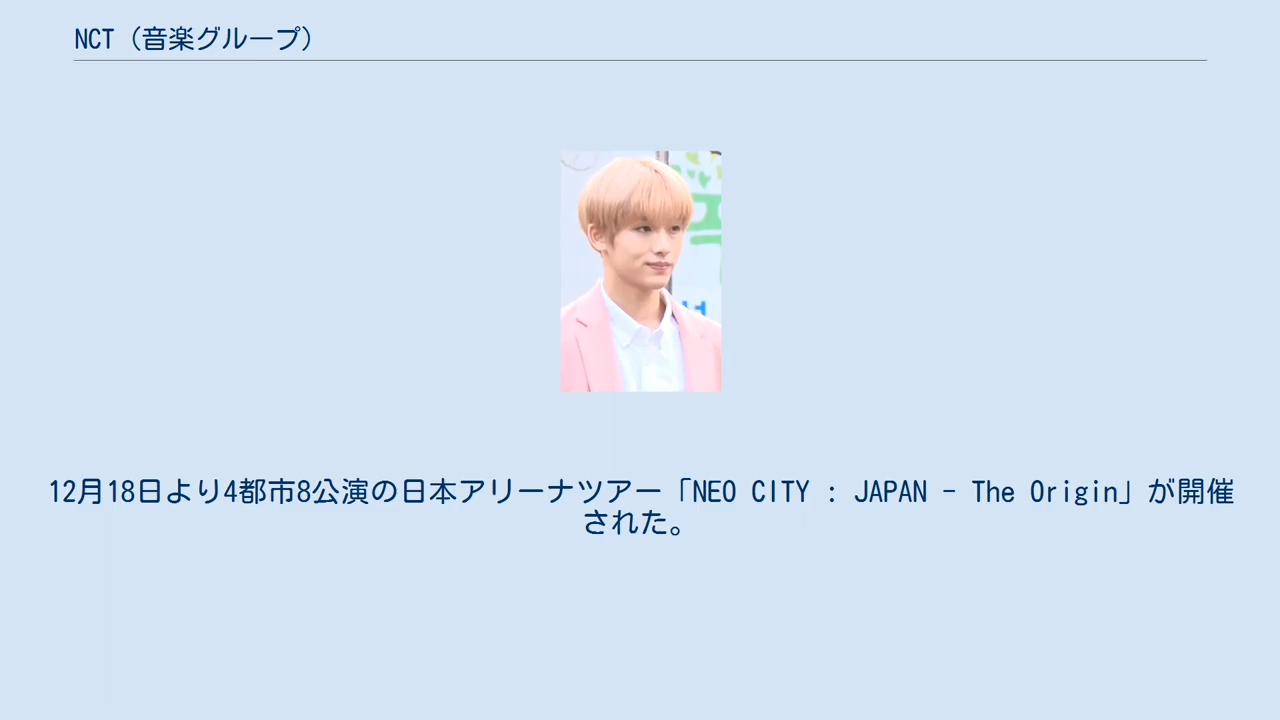 NCT（音楽グループ）
12月18日より4都市8公演の日本アリーナツアー「NEO CITY : JAPAN - The Origin」が開催
された。